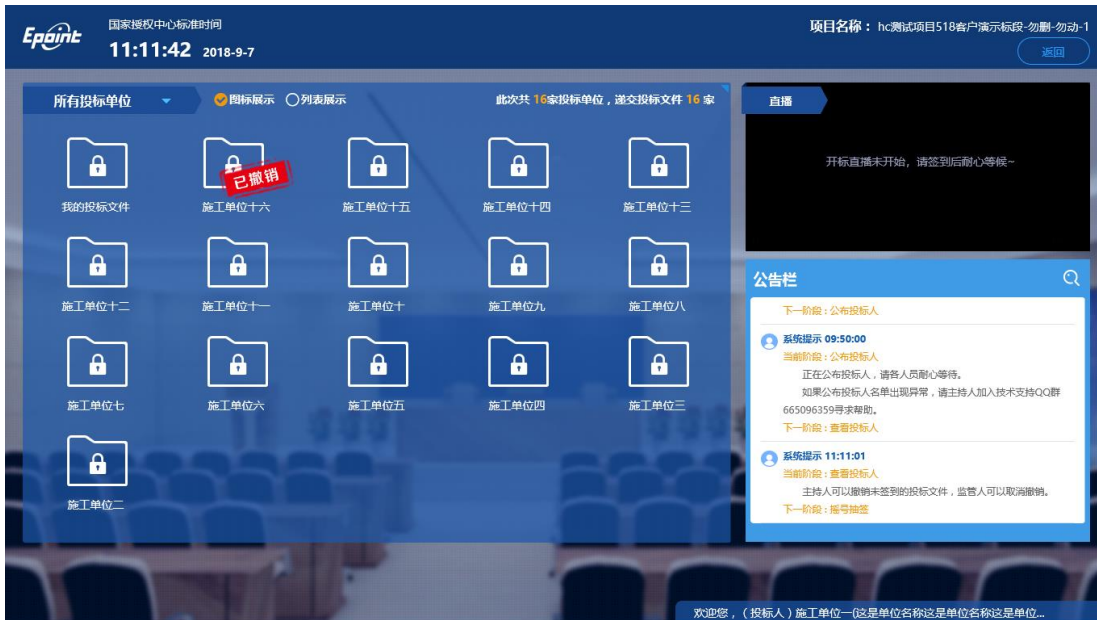 Epoint
国家授权中心标准时间
11:11:42 2018-9-7
项目名称：hc测试项目518客户演示标段-勿删-勿动-1
返回
所有投标单位
图标展示 列表展示
此次共 16家投标单位，递交投标文件 16 家
我的投标文件
已撤销
施工单位十六
施工单位十五
施工单位十四
施工单位十三
施工单位十二
施工单位十一
施工单位十
施工单位九
施工单位八
施工单位七
施工单位六
施工单位五
施工单位四
施工单位三
施工单位二
直播
开标直播未开始，请签到后耐心等候~
公告栏
下一阶段：公布投标人
系统提示 09:50:00
当前阶段：公布投标人
正在公布投标人，请各人员耐心等待。
如果公布投标人名单出现异常，请主持人加入技术支持QQ群
665096359寻求帮助。
下一阶段：查看投标人
系统提示 11:11:01
当前阶段：查看投标人
主持人可以撤销未签到的投标文件，监管人可以取消撤销。
下一阶段：摇号抽签
欢迎您，（投标人）施工单位一(这是单位名称这是单位名称这是单位...